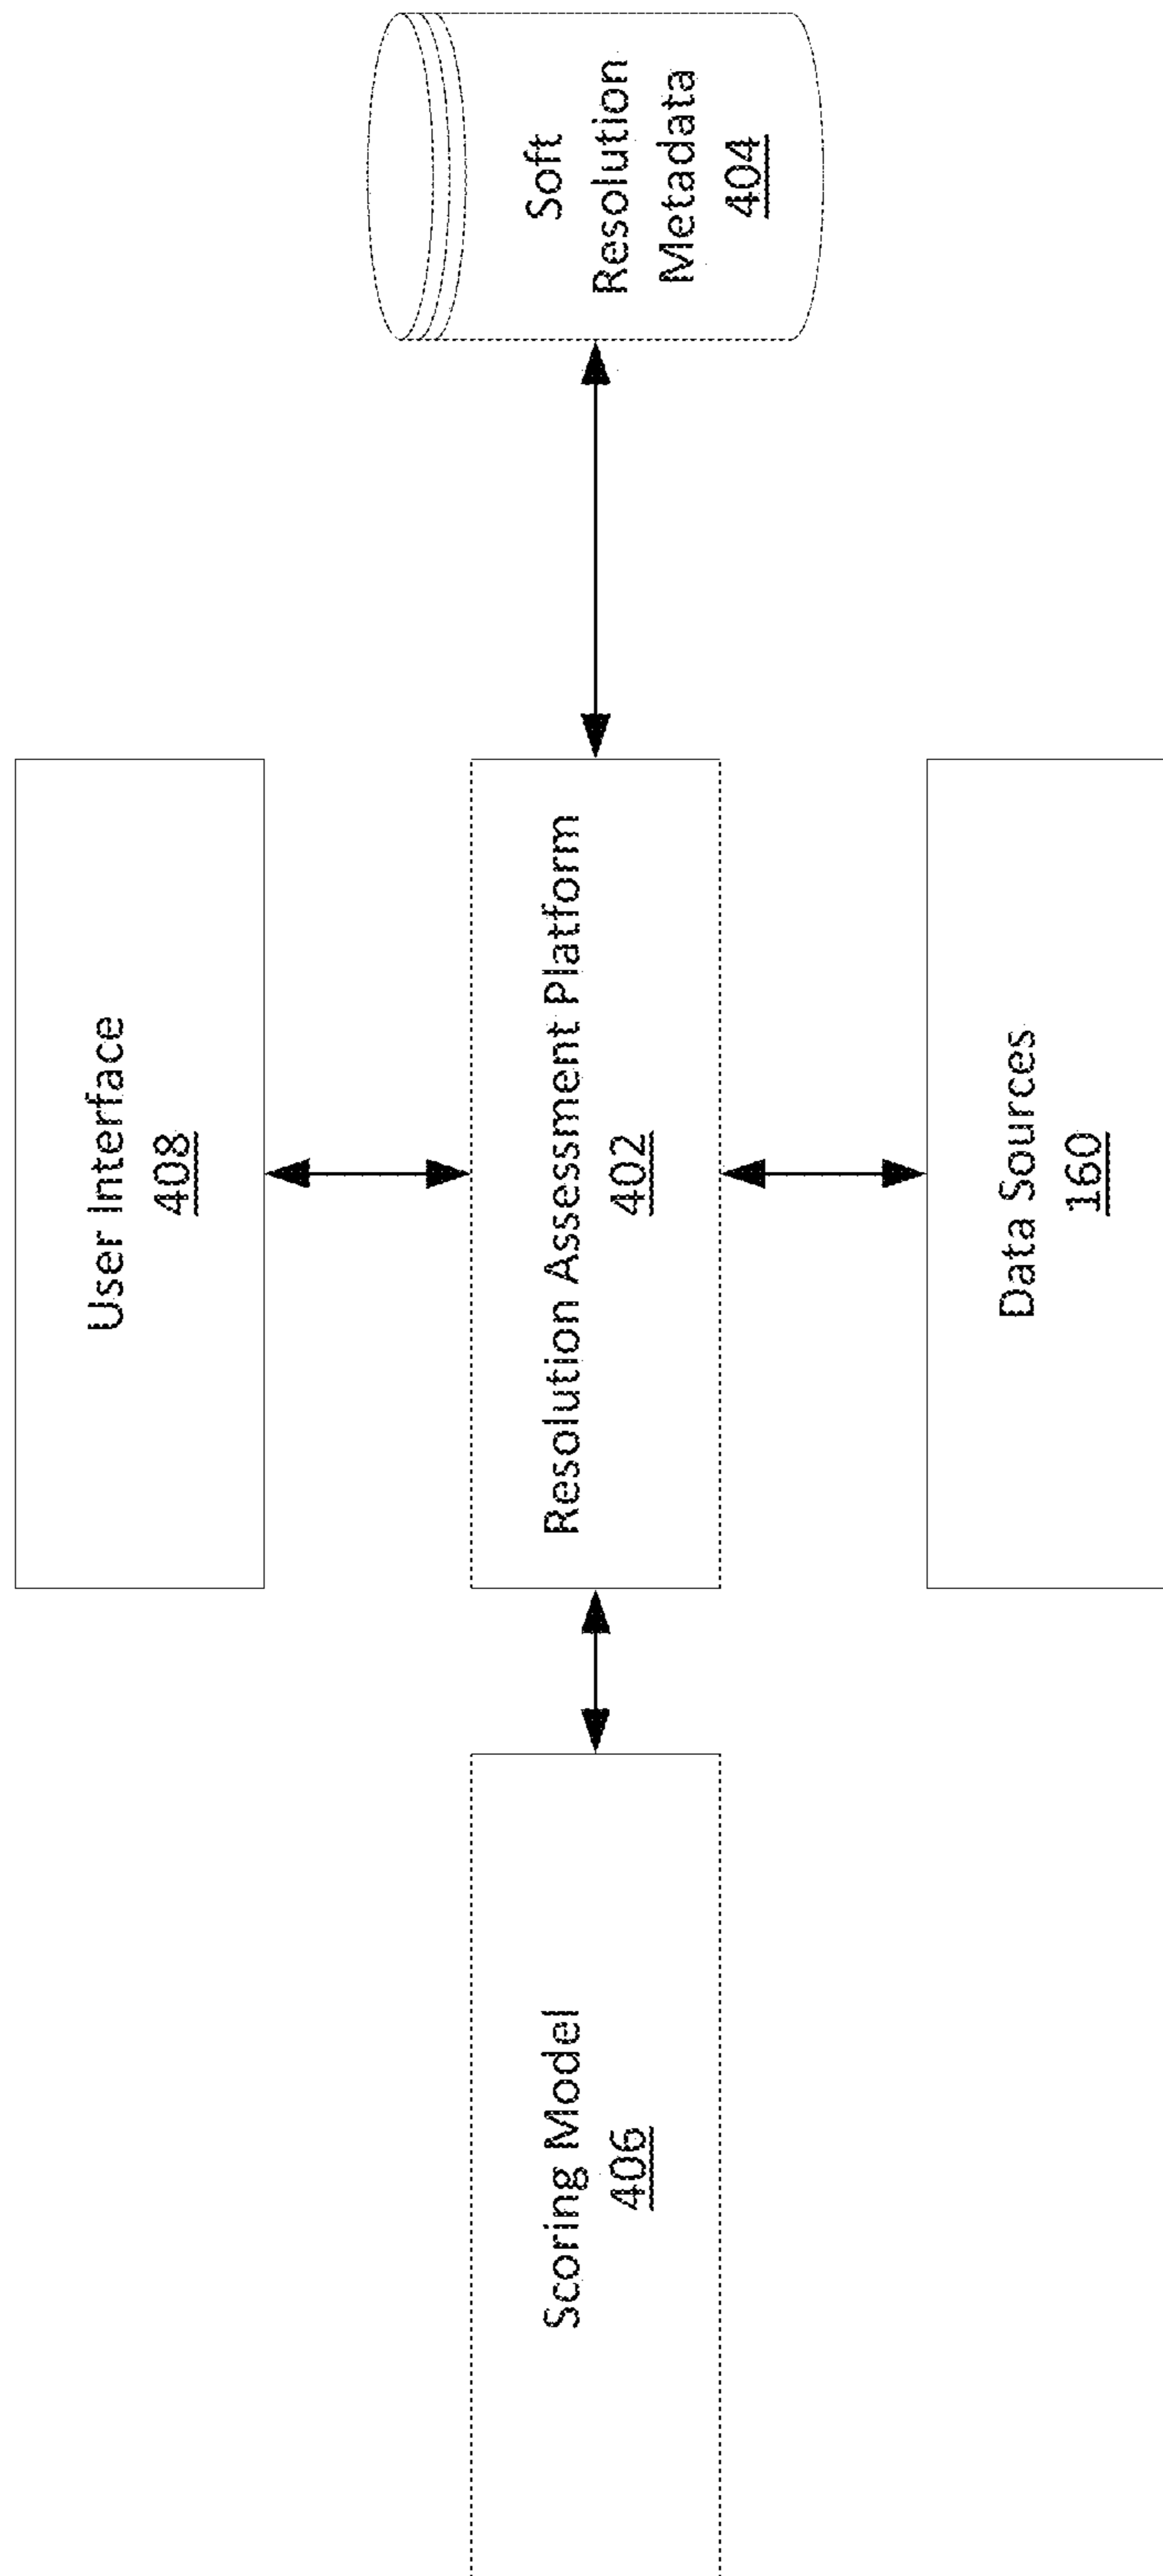 User Interface
408
Scoring Model
406
Resolution Assessment Platform
402
Soft
Resolution
Metadata
404
Data Sources
160